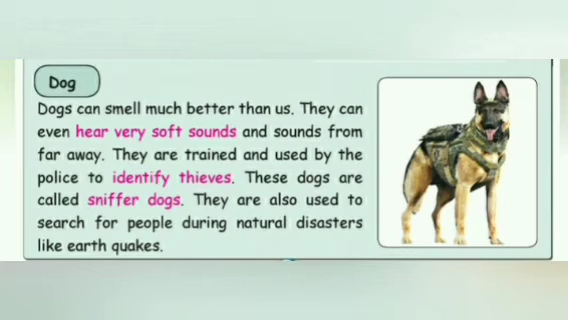 Dog
Dogs can smell much better than us. They can
even hear very soft sounds and sounds from
far away. They are trained and used by the
police to identify thieves. These dogs are
called sniffer dogs. They are also used to
search for people during natural disasters
like earth quakes.